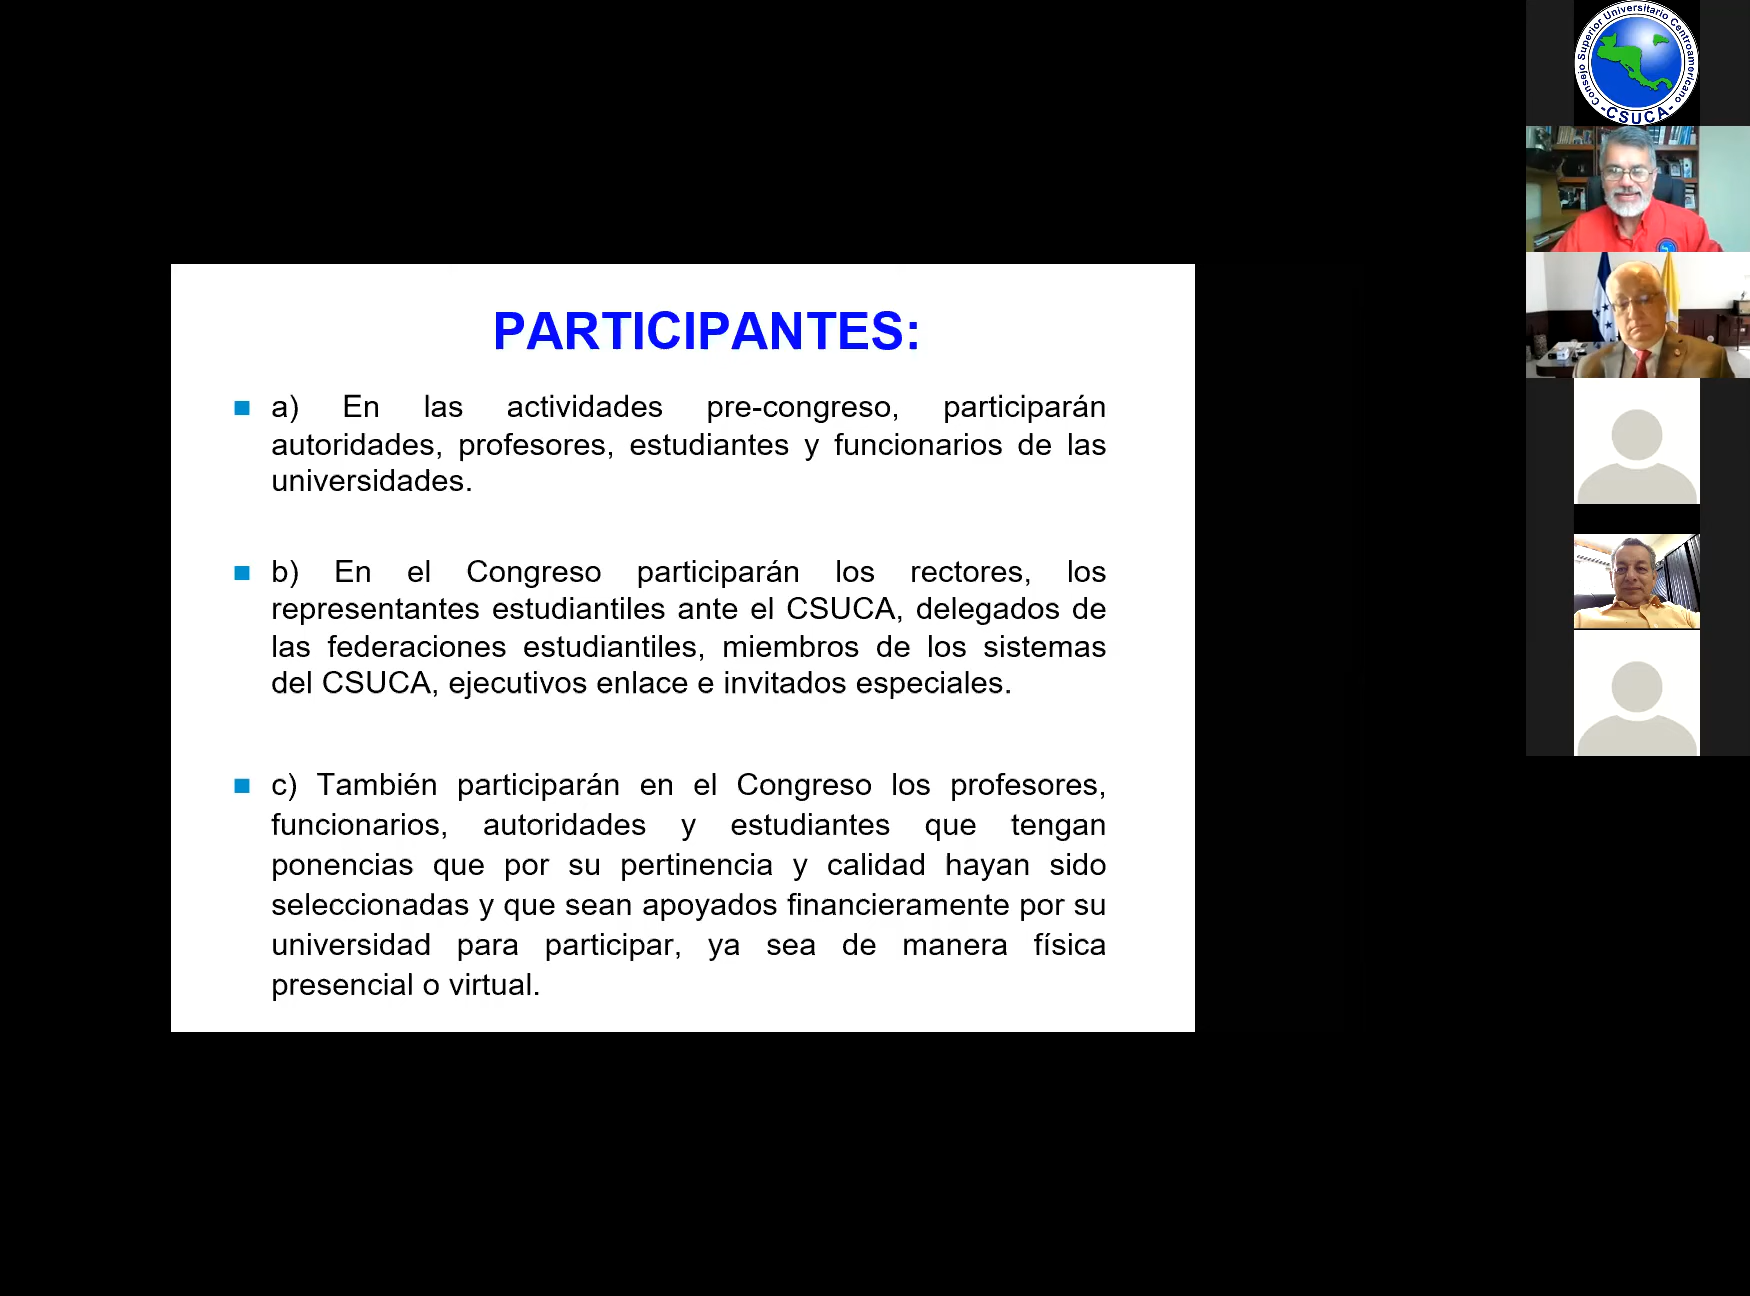 PARTICIPANTES:
a) En las actividades pre-congreso, participarán
autoridades, profesores, estudiantes y funcionarios de las
universidades.
b) En el Congreso participarán los rectores, los
representantes estudiantiles ante el CSUCA, delegados de
las federaciones estudiantiles, miembros de los sistemas
del CSUCA, ejecutivos enlace e invitados especiales.
c) También participarán en el Congreso los profesores,
funcionarios, autoridades y estudiantes que tengan
ponencias que por su pertinencia y calidad hayan sido
seleccionadas y que sean apoyados financieramente por su
universidad para participar, ya sea de manera física
presencial o virtual.
Consejo Superior Universitario Centroamericano
-CSUCA-